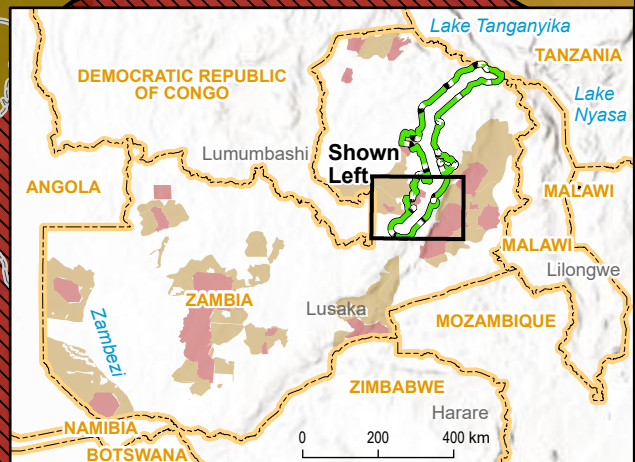 Lake Tanganyika
TANZANIA
DEMOCRATIC REPUBLIC
OF CONGO
Lake
Nyasa
Lumumbashi
Shown
Left
ANGOLA
MALAWI
MALAWI
Lilongwe
ZAMBIA
Lusaka
Zambezi
MOZAMBIQUE
ZIMBABWE
Harare
NAMIBIA
BOTSWANA
0 200 400 km